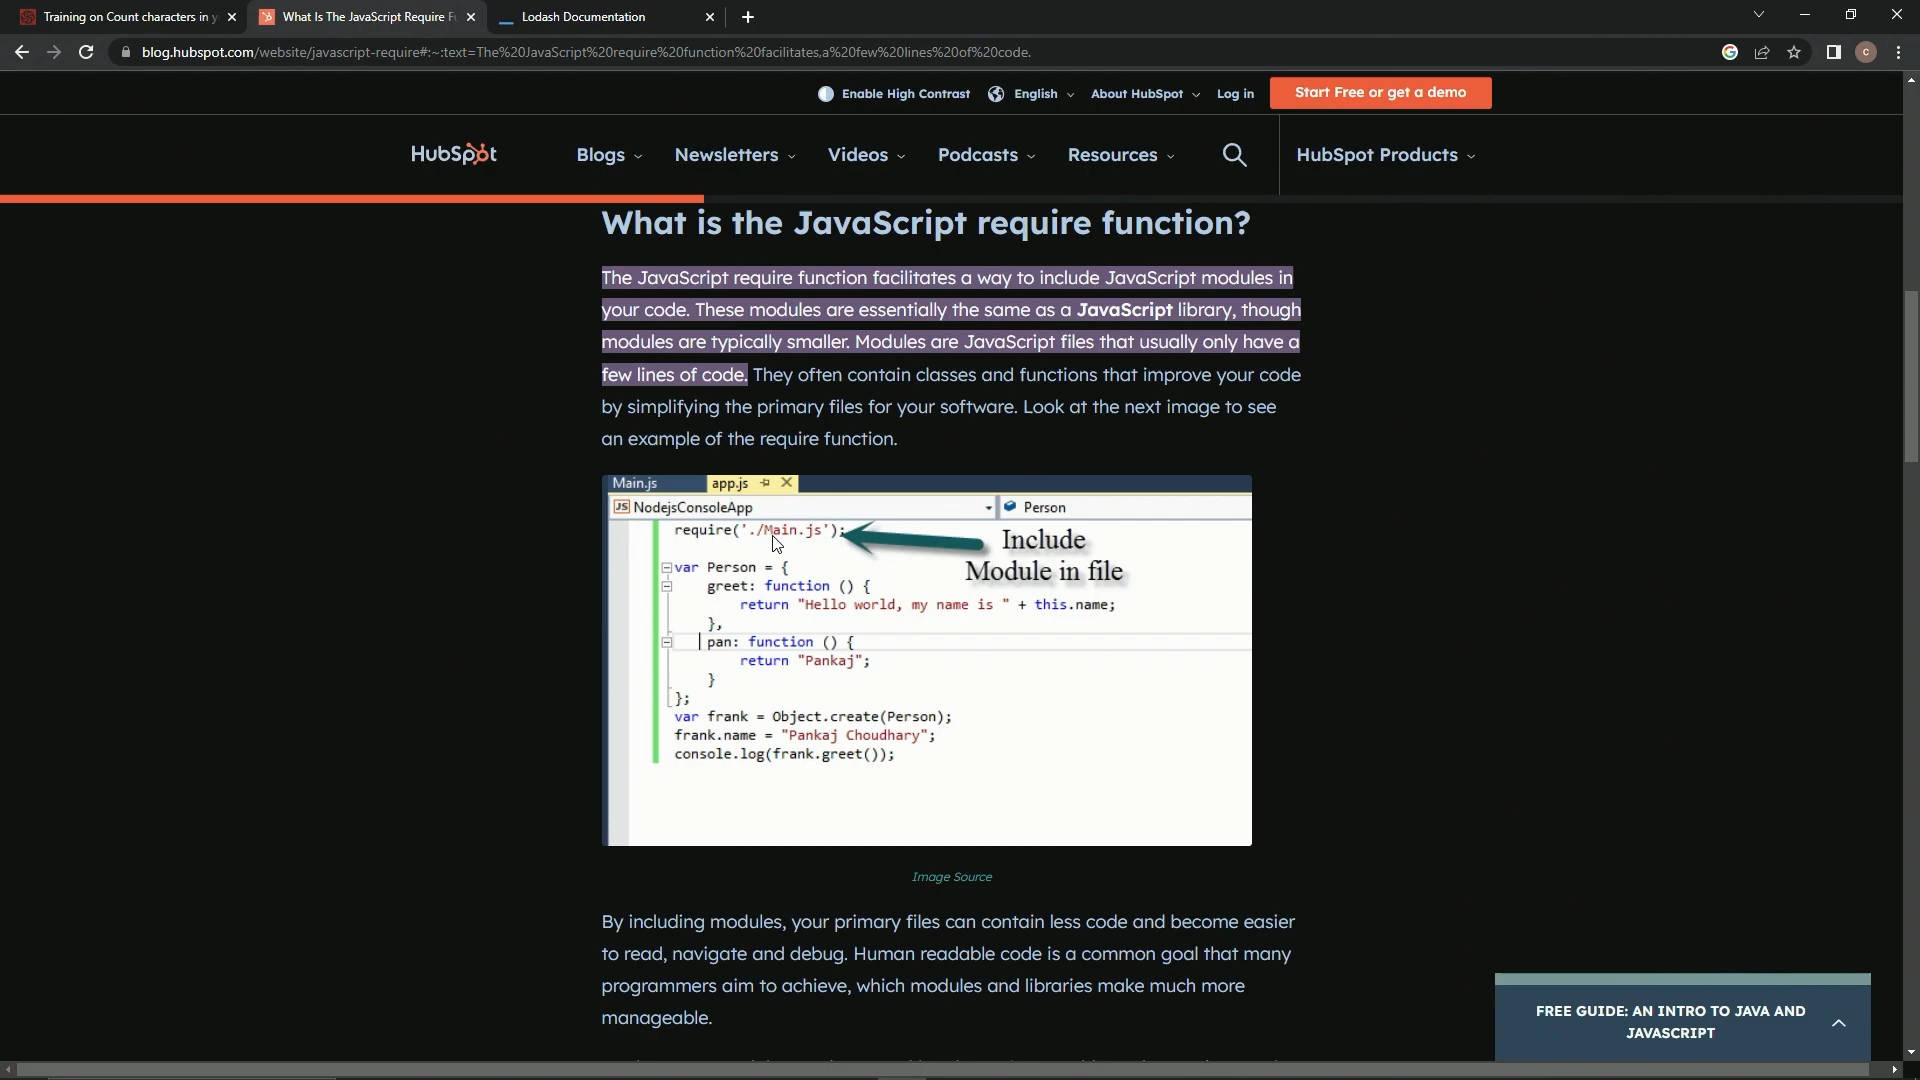 Training on Count characters in y
What Is The JavaScript Require F
Lodash Documentation
blog.hubspot.com/website/javascript-require#:~:text=The%20JavaScript%20require%20function%20facilitates,a%20few%20lines%20of%20code.
C
Enable High Contrast
English
About HubSpot
Log in
Start Free or get a demo
HubSpot
Blogs
Newsletters
Videos
Podcasts
Resources
HubSpot Products
What is the JavaScript require function?
The JavaScript require function facilitates a way to include JavaScript modules in
your code. These modules are essentially the same as a JavaScript library, though
modules are typically smaller. Modules are JavaScript files that usually only have a
few lines of code. They often contain classes and functions that improve your code
by simplifying the primary files for your software. Look at the next image to see
an example of the require function.
Main.js
app.js
JS NodejsConsoleApp
Person
require('./Main.js');
Include
Module in file
var Person = {
greet: function () {
return "Hello world, my name is " + this.name;
},
pan: function () {
return "Pankaj";
}
};
var frank = Object.create(Person);
frank.name = "Pankaj Choudhary";
console.log(frank.greet());
Image Source
By including modules, your primary files can contain less code and become easier
to read, navigate and debug. Human readable code is a common goal that many
programmers aim to achieve, which modules and libraries make much more
manageable.
FREE GUIDE: AN INTRO TO JAVA AND
JAVASCRIPT